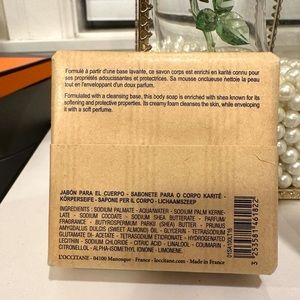 Formulé à partir d'une base lavante, ce savon corps est enrichi en karité connu pour
ses propriétés adoucissantes et protectrices. Sa mousse onctueuse nettoie la peau
tout en l'enveloppant d'un doux parfum.
Formulated with a cleansing base, this body soap is enriched with shea known for its
softening and protective properties. Its creamy foam cleanses the skin, while enveloping
it with a soft perfume.
JABÓN PARA EL CUERPO - SABONETE PARA O CORPO KARITÉ -
KÖRPERSEIFE - SAPONE PER IL CORPO - LICHAAMSZEEP
INGREDIENTS : SODIUM PALMATE - AQUA/WATER - SODIUM PALM KERNE-
LATE - SODIUM COCOATE - SODIUM SHEA BUTTERATE - PARFUM/
FRAGRANCE - BUTYROSPERMUM PARKII (SHEA) BUTTER - PRUNUS
AMYGDALUS DULCIS (SWEET ALMOND) OIL - GLYCERIN - TETRASODIUM
GLUTAMATE DI-ACETATE - TETRASODIUM ETIDRONATE - HYDROGENATED
LECITHIN - SODIUM CHLORIDE - CITRIC ACID - LINALOOL - COUMARIN -
CITRONELLOL - ALPHA-ISOMETHYL IONONE - LIMONENE.
L'OCCITANE - 04100 Manosque - France - loccitane.com - Made in France